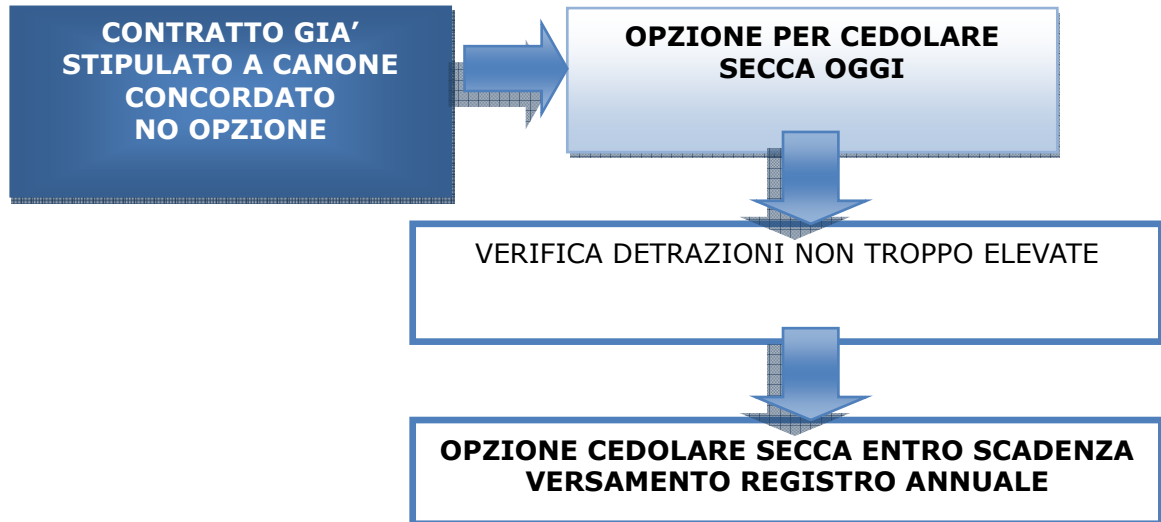 CONTRATTO GIA’
STIPULATO A CANONE
CONCORDATO
NO OPZIONE
OPZIONE PER CEDOLARE
SECCA OGGI
VERIFICA DETRAZIONI NON TROPPO ELEVATE
OPZIONE CEDOLARE SECCA ENTRO SCADENZA
VERSAMENTO REGISTRO ANNUALE